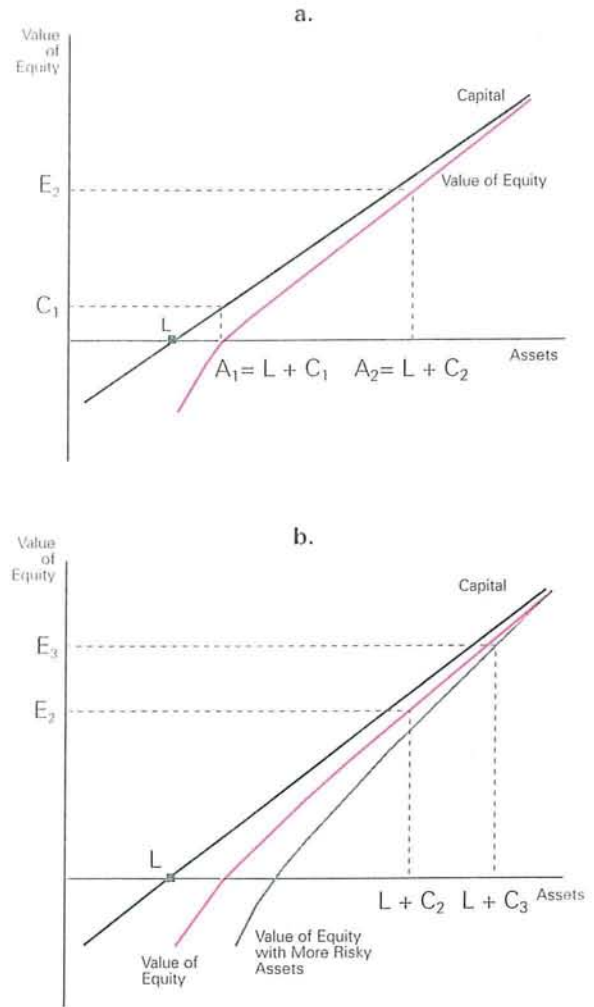 a.
Value
of
Equity
Capital
Value of Equity
E₂
C₁
L
Assets
A₁= L + C₁
A₂= L + C₂
b.
Value
of
Equity
Capital
E₃
E₂
L
L + C₂
L + C₃
Assets
Value of
Equity
Value of Equity
with More Risky
Assets